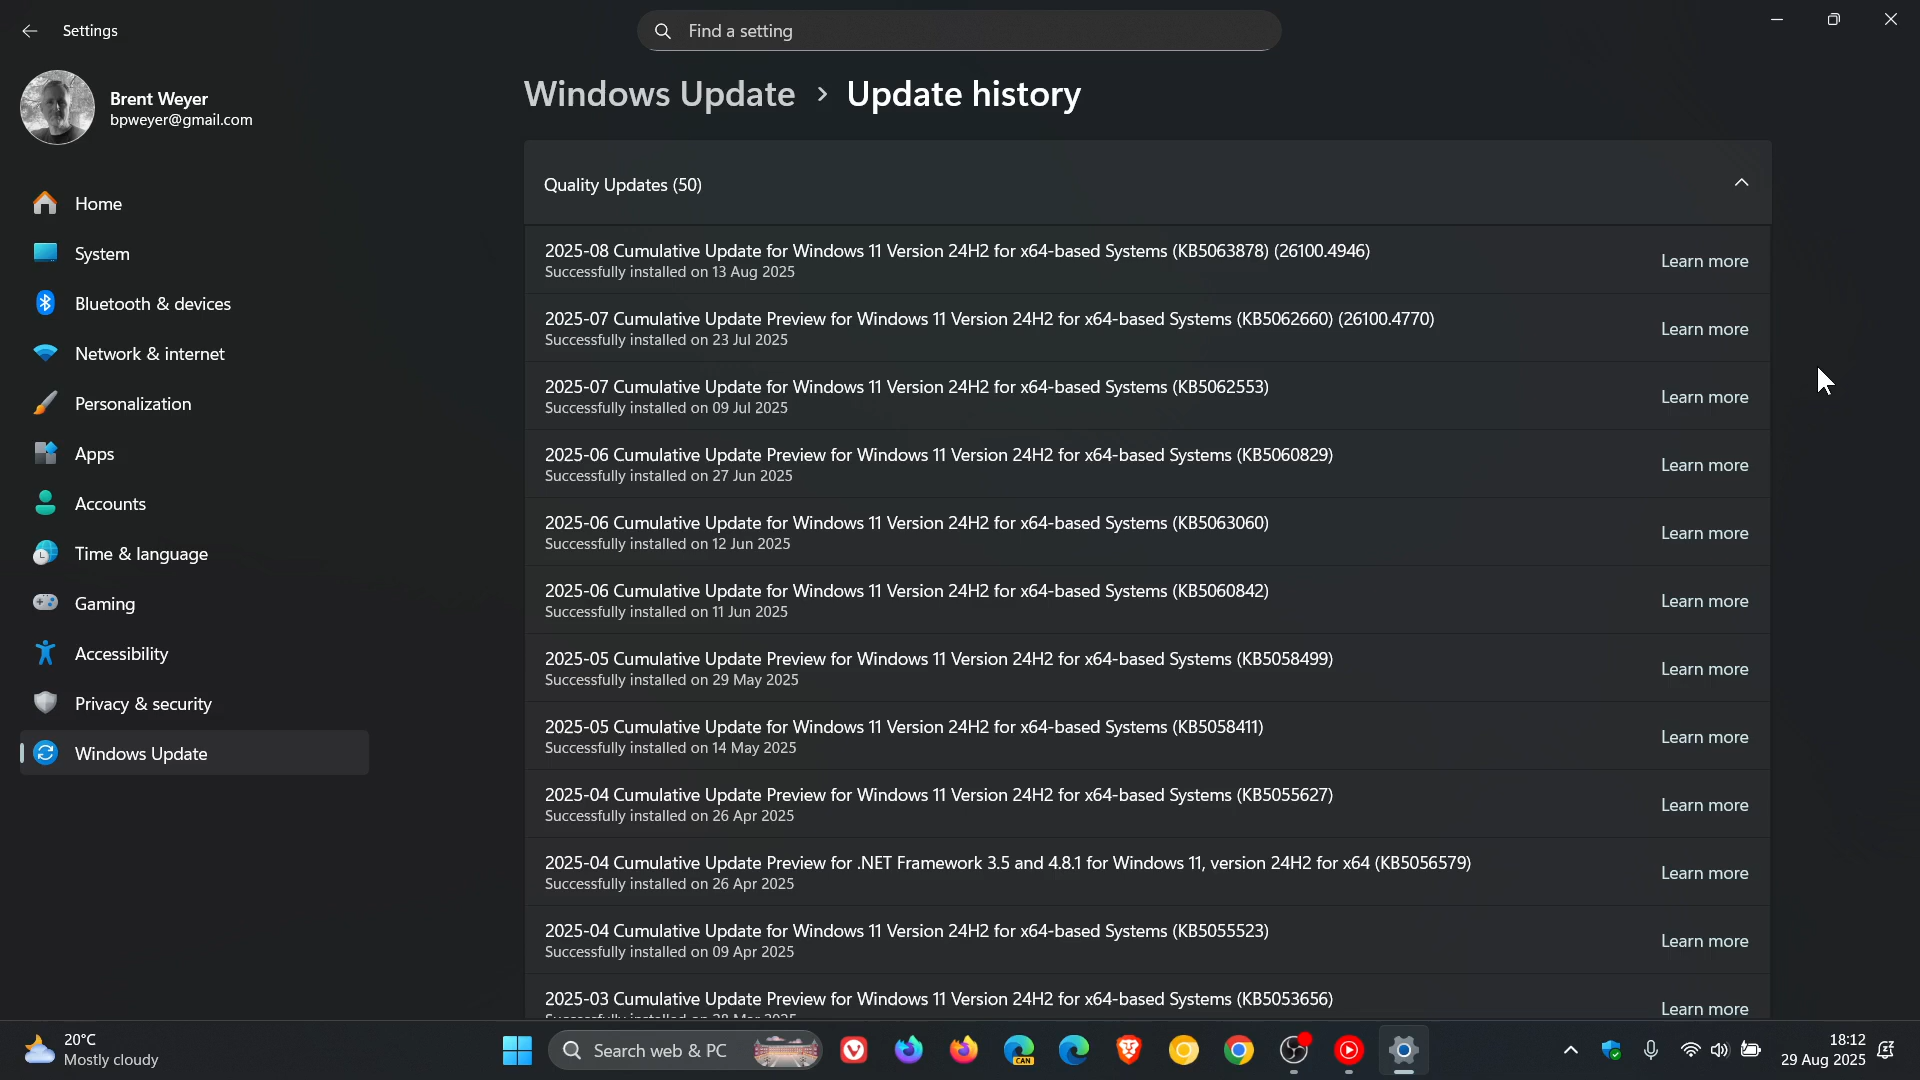 Settings
Find a setting
Brent Weyer
bpweyer@gmail.com
Home
System
Bluetooth & devices
Network & internet
Personalization
Apps
Accounts
Time & language
Gaming
Accessibility
Privacy & security
Windows Update
Windows Update > Update history
Quality Updates (50)
2025-08 Cumulative Update for Windows 11 Version 24H2 for x64-based Systems (KB5063878) (26100.4946)
Successfully installed on 13 Aug 2025
Learn more
2025-07 Cumulative Update Preview for Windows 11 Version 24H2 for x64-based Systems (KB5062660) (26100.4770)
Successfully installed on 23 Jul 2025
Learn more
2025-07 Cumulative Update for Windows 11 Version 24H2 for x64-based Systems (KB5062553)
Successfully installed on 09 Jul 2025
Learn more
2025-06 Cumulative Update Preview for Windows 11 Version 24H2 for x64-based Systems (KB5060829)
Successfully installed on 27 Jun 2025
Learn more
2025-06 Cumulative Update for Windows 11 Version 24H2 for x64-based Systems (KB5063060)
Successfully installed on 12 Jun 2025
Learn more
2025-06 Cumulative Update for Windows 11 Version 24H2 for x64-based Systems (KB5060842)
Successfully installed on 11 Jun 2025
Learn more
2025-05 Cumulative Update Preview for Windows 11 Version 24H2 for x64-based Systems (KB5058499)
Successfully installed on 29 May 2025
Learn more
2025-05 Cumulative Update for Windows 11 Version 24H2 for x64-based Systems (KB5058411)
Successfully installed on 14 May 2025
Learn more
2025-04 Cumulative Update Preview for Windows 11 Version 24H2 for x64-based Systems (KB5055627)
Successfully installed on 26 Apr 2025
Learn more
2025-04 Cumulative Update Preview for .NET Framework 3.5 and 4.8.1 for Windows 11, version 24H2 for x64 (KB5056579)
Successfully installed on 26 Apr 2025
Learn more
2025-04 Cumulative Update for Windows 11 Version 24H2 for x64-based Systems (KB5055523)
Successfully installed on 09 Apr 2025
Learn more
2025-03 Cumulative Update Preview for Windows 11 Version 24H2 for x64-based Systems (KB5053656)
Learn more
20°C
Mostly cloudy
Search web & PC
CAN
18:12
29 Aug 2025